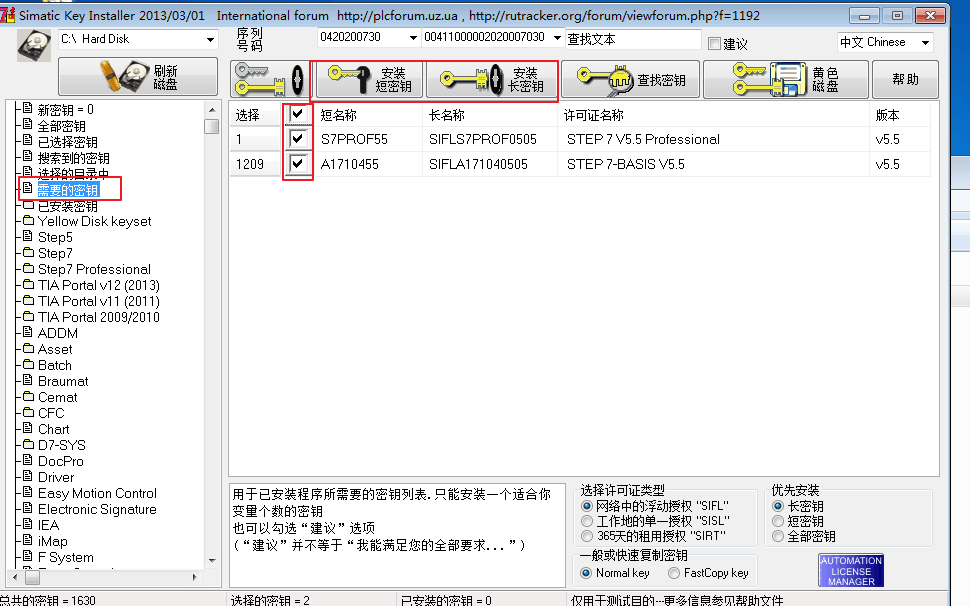 Simatic Key Installer 2013/03/01 International forum http://plcforum.uz.ua , http://rutracker.org/forum/viewforum.php?f=1192
C:\ Hard Disk
序列
号码
0420200730
00411000002020007030
查找文本
建议
中文 Chinese
刷新
磁盘
安装
短密钥
安装
长密钥
查找密钥
黄色
磁盘
帮助
新密钥 = 0
全部密钥
已选择密钥
搜索到的密钥
选择的目录中
需要的密钥
已安装密钥
Yellow Disk keyset
Step5
Step7
Step7 Professional
TIA Portal v12 (2013)
TIA Portal v11 (2011)
TIA Portal 2009/2010
ADDM
Asset
Batch
Braumat
Cemat
CFC
Chart
D7-SYS
DocPro
Driver
Easy Motion Control
Electronic Signature
IEA
iMap
F System
选择 短名称 长名称 许可证名称 版本
1 S7PROF55 SIFLS7PROF0505 STEP 7 V5.5 Professional v5.5
1209 A1710455 SIFLA171040505 STEP 7-BASIS V5.5 v5.5
用于已安装程序所需要的密钥列表.只能安装一个适合你
变量个数的密钥
也可以勾选“建议”选项
(“建议”并不等于“我能满足您的全部要求...”)
选择许可证类型
网络中的浮动授权 "SIFL"
工作地的单一授权 "SISL"
365天的租用授权 "SIRT"
一般或快速复制密钥
Normal key
FastCopy key
优先安装
长密钥
短密钥
全部密钥
AUTOMATION
LICENSE
MANAGER
总共的密钥 = 1630
选择的密钥 = 2
已安装的密钥 = 0
仅用于测试目的---更多信息参见帮助文件